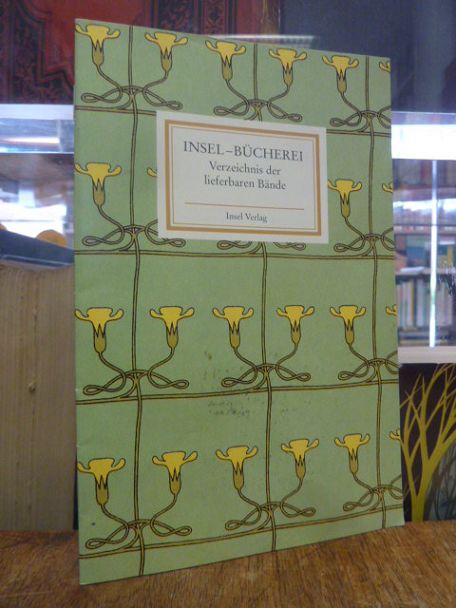 INSEL–BÜCHEREI
Verzeichnis der
lieferbaren Bände
Insel Verlag